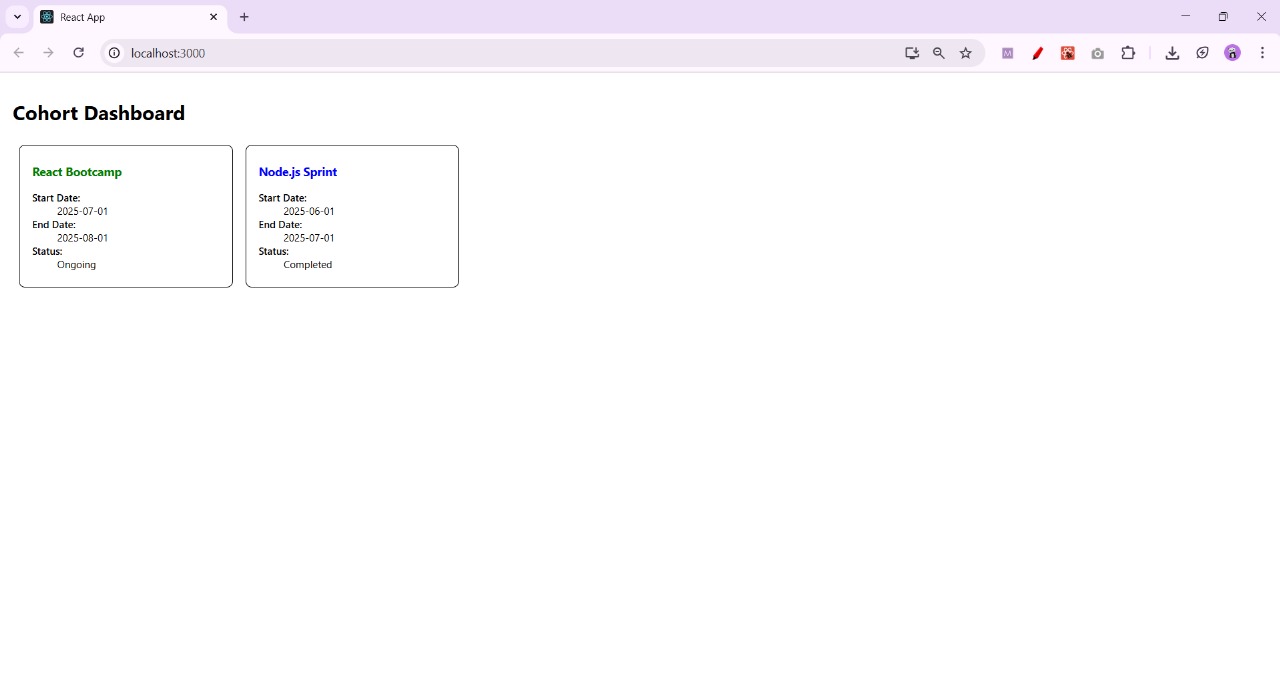 React App
localhost:3000
M
Cohort Dashboard
React Bootcamp
Start Date:
2025-07-01
End Date:
2025-08-01
Status:
Ongoing
Node.js Sprint
Start Date:
2025-06-01
End Date:
2025-07-01
Status:
Completed